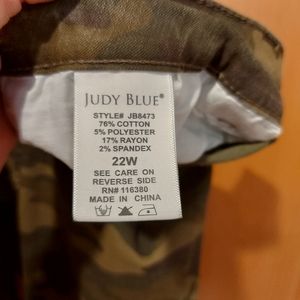 JUDY BLUE®
STYLE# JB8473
76% COTTON
5% POLYESTER
17% RAYON
2% SPANDEX
22W
SEE CARE ON
REVERSE SIDE
RN# 116380
MADE IN CHINA